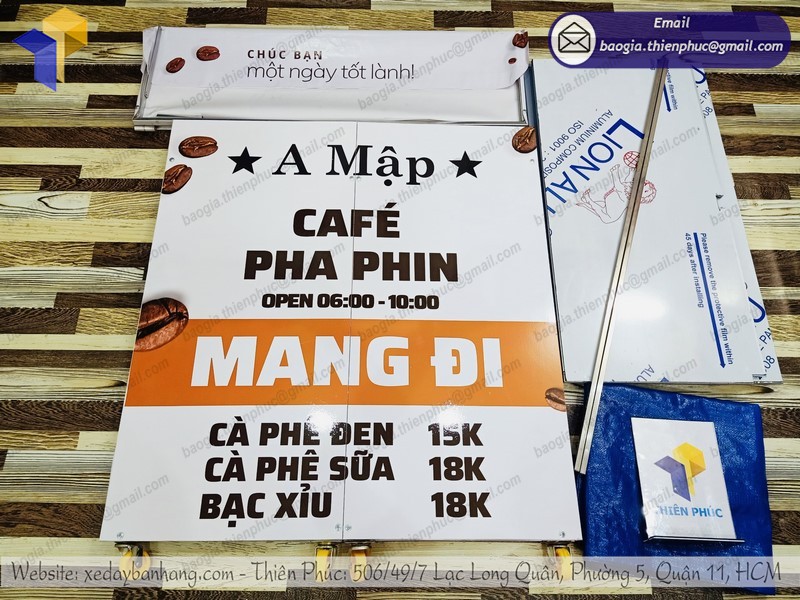 Email
baogia.thienphuc@gmail.com
CHÚC BẠN
một ngày tốt lành!
★ A Mập ★
CAFÉ
PHA PHIN
OPEN 06:00 - 10:00
MANG ĐI
CÀ PHÊ ĐEN 15K
CÀ PHÊ SỮA 18K
BẠC XỈU 18K
LIONALU
ALUMINUM COMPOSI
ISO 9001
Please remove the protective film within
45 days after installing
THIÊN PHÚC
Website: xedaybanhang.com - Thiên Phúc: 506/49/7 Lạc Long Quân, Phường 5, Quận 11, HCM